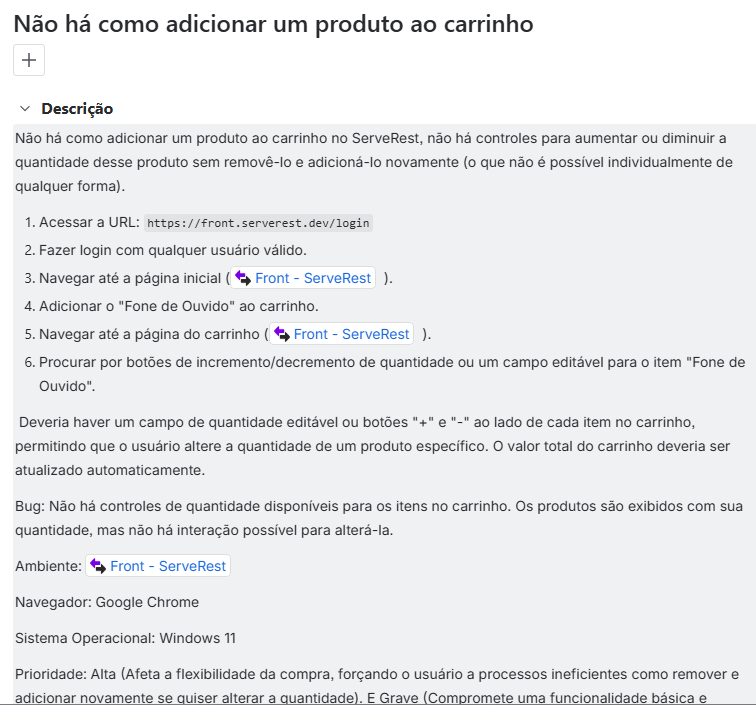 Não há como adicionar um produto ao carrinho
Descrição
Não há como adicionar um produto ao carrinho no ServeRest, não há controles para aumentar ou diminuir a
quantidade desse produto sem removê-lo e adicioná-lo novamente (o que não é possível individualmente de
qualquer forma).
1. Acessar a URL: https://front.serverest.dev/login
2. Fazer login com qualquer usuário válido.
3. Navegar até a página inicial ( Front - ServeRest ).
4. Adicionar o "Fone de Ouvido" ao carrinho.
5. Navegar até a página do carrinho ( Front - ServeRest ).
6. Procurar por botões de incremento/decremento de quantidade ou um campo editável para o item "Fone de
Ouvido".
Deveria haver um campo de quantidade editável ou botões "+" e "-" ao lado de cada item no carrinho,
permitindo que o usuário altere a quantidade de um produto específico. O valor total do carrinho deveria ser
atualizado automaticamente.
Bug: Não há controles de quantidade disponíveis para os itens no carrinho. Os produtos são exibidos com sua
quantidade, mas não há interação possível para alterá-la.
Ambiente: Front - ServeRest
Navegador: Google Chrome
Sistema Operacional: Windows 11
Prioridade: Alta (Afeta a flexibilidade da compra, forçando o usuário a processos ineficientes como remover e
adicionar novamente se quiser alterar a quantidade). E Grave (Compromete uma funcionalidade básica e